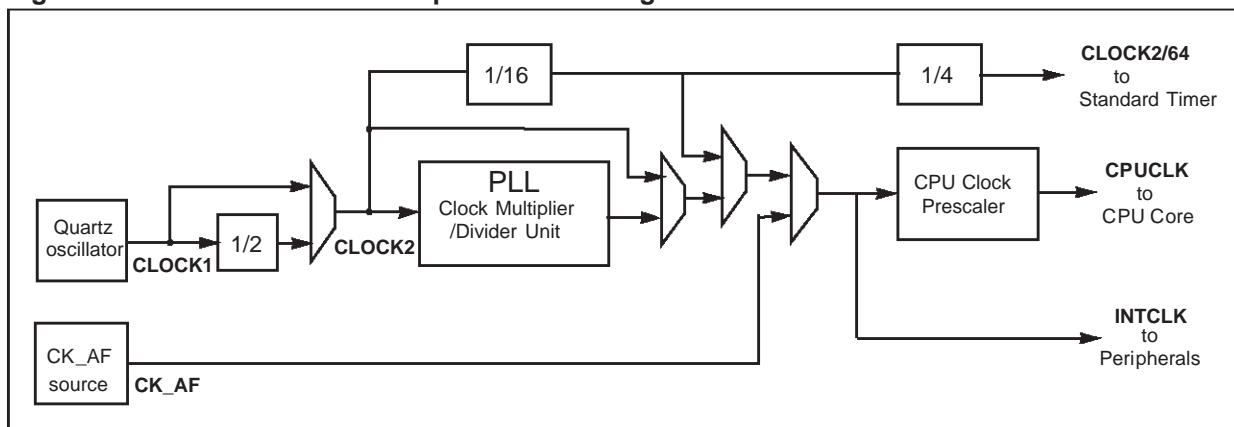 1/16
1/4
CLOCK2/64
to
Standard Timer
PLL
Clock Multiplier
/Divider Unit
CPU Clock
Prescaler
CPUCLK
to
CPU Core
Quartz
oscillator
CLOCK1
1/2
CLOCK2
INTCLK
to
Peripherals
CK_AF
source
CK_AF